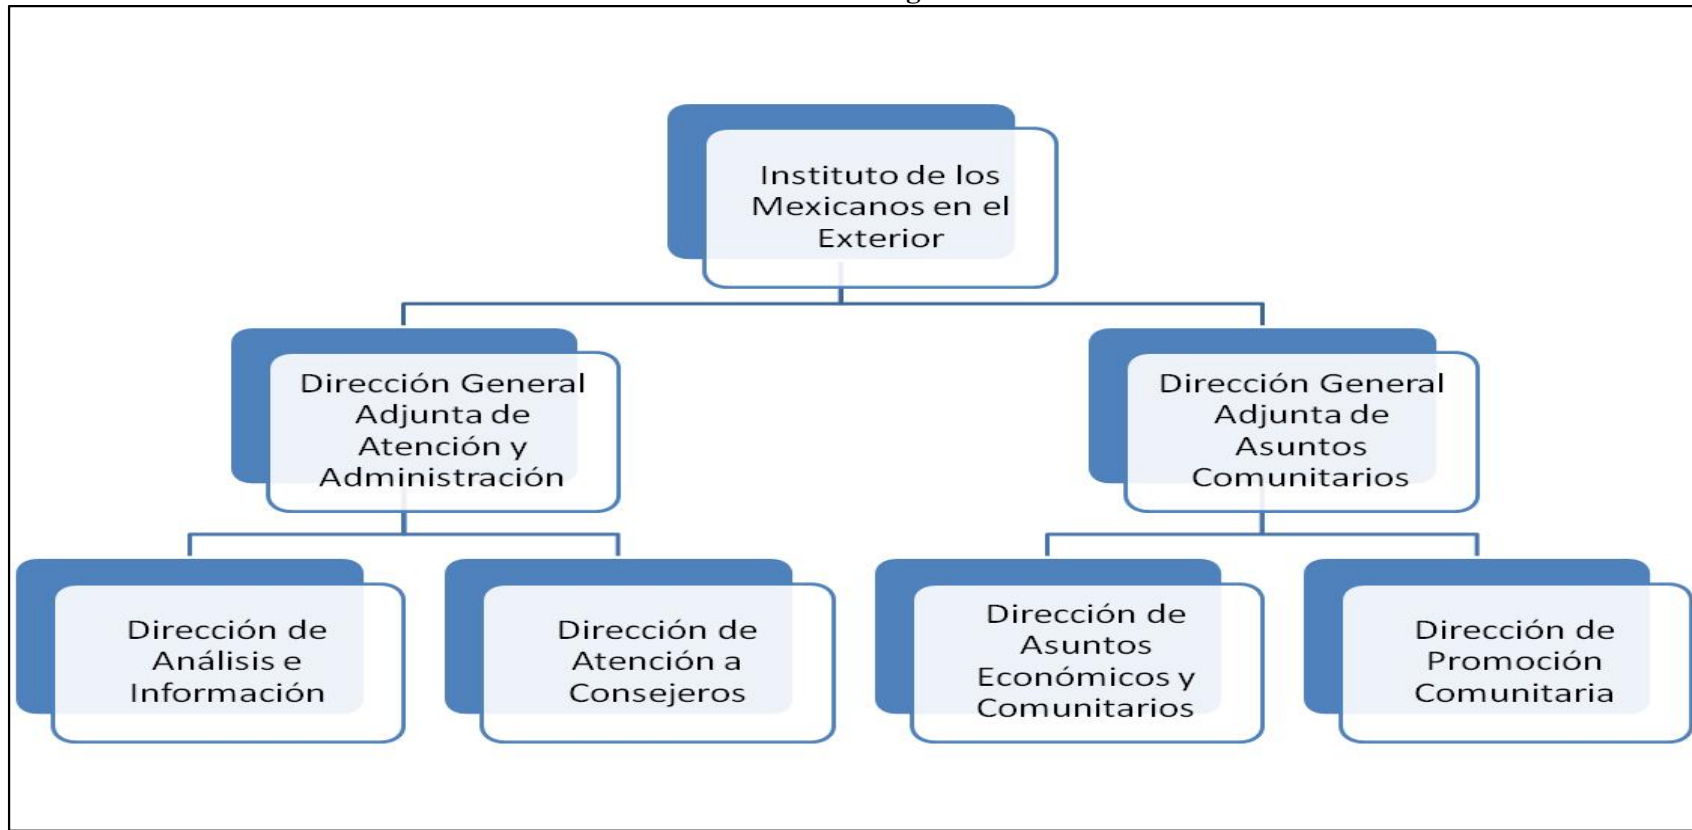 Instituto de los
Mexicanos en el
Exterior
Dirección General
Adjunta de
Atención y
Administración
Dirección General
Adjunta de
Asuntos
Comunitarios
Dirección de
Análisis e
Información
Dirección de
Atención a
Consejeros
Dirección de
Asuntos
Económicos y
Comunitarios
Dirección de
Promoción
Comunitaria